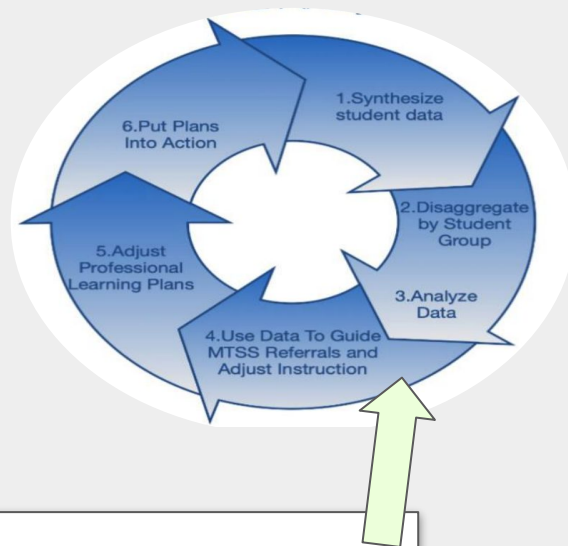 1.Synthesize
student data
2.Disaggregate
by Student
Group
3.Analyze
Data
4.Use Data To Guide
MTSS Referrals and
Adjust Instruction
5.Adjust
Professional
Learning Plans
6.Put Plans
Into Action